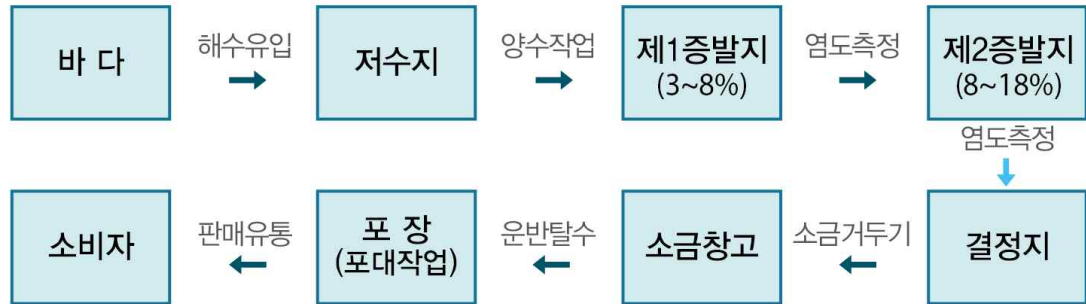 바 다
해수유입
저수지
양수작업
제1증발지
(3~8%)
염도측정
제2증발지
(8~18%)
염도측정
결정지
소금거두기
소금창고
운반탈수
포 장
(포대작업)
판매유통
소비자